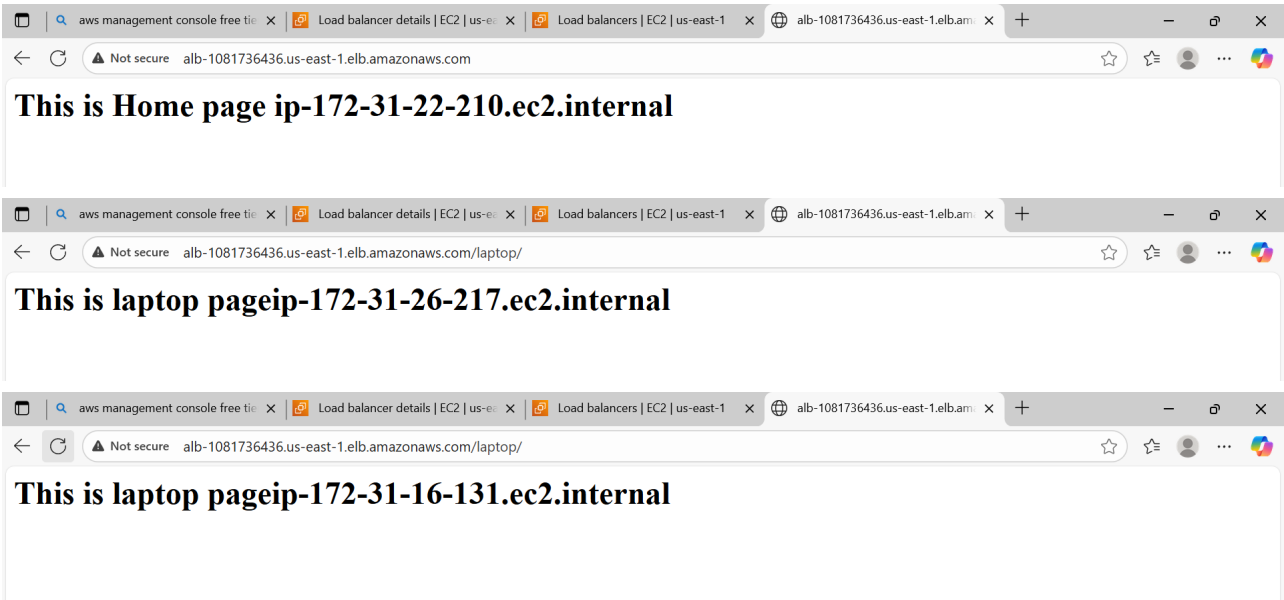 aws management console free tie Load balancer details | EC2 | us-ea Load balancers | EC2 | us-east-1 alb-1081736436.us-east-1.elb.am
Not secure alb-1081736436.us-east-1.elb.amazonaws.com
This is Home page ip-172-31-22-210.ec2.internal
aws management console free tie Load balancer details | EC2 | us-ea Load balancers | EC2 | us-east-1 alb-1081736436.us-east-1.elb.am
Not secure alb-1081736436.us-east-1.elb.amazonaws.com/laptop/
This is laptop pageip-172-31-26-217.ec2.internal
aws management console free tie Load balancer details | EC2 | us-ea Load balancers | EC2 | us-east-1 alb-1081736436.us-east-1.elb.am
Not secure alb-1081736436.us-east-1.elb.amazonaws.com/laptop/
This is laptop pageip-172-31-16-131.ec2.internal